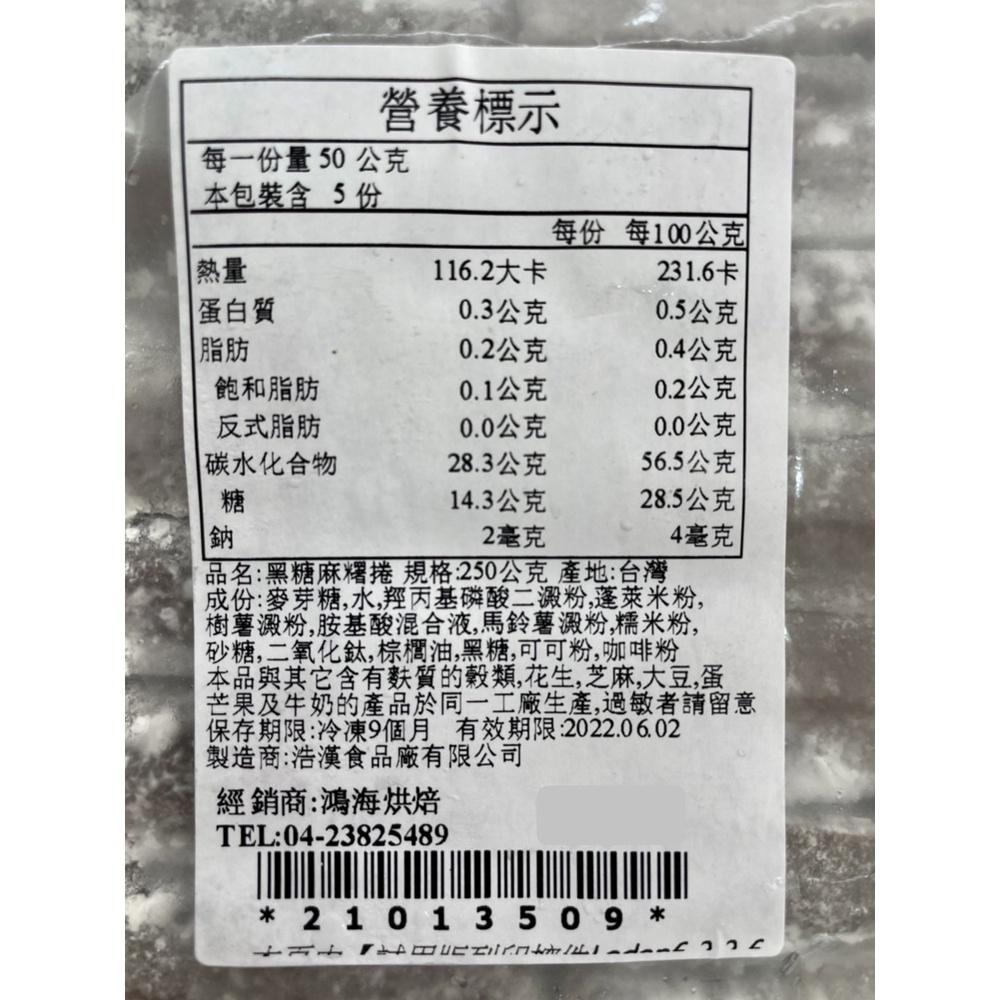 營養標示
每一份量 50 公克
本包裝含 5 份
每份 每100公克
熱量 116.2大卡 231.6卡
蛋白質 0.3公克 0.5公克
脂肪 0.2公克 0.4公克
飽和脂肪 0.1公克 0.2公克
反式脂肪 0.0公克 0.0公克
碳水化合物 28.3公克 56.5公克
糖 14.3公克 28.5公克
鈉 2毫克 4毫克
品名:黑糖麻糬捲 規格:250公克 產地:台灣
成份:麥芽糖,水,羥丙基磷酸二澱粉,蓬萊米粉,
樹薯澱粉,胺基酸混合液,馬鈴薯澱粉,糯米粉,
砂糖,二氧化鈦,棕櫚油,黑糖,可可粉,咖啡粉
本品與其它含有麩質的穀類,花生,芝麻,大豆,蛋
芒果及牛奶的產品於同一工廠生產,過敏者請留意
保存期限:冷凍9個月 有效期限:2022.06.02
製造商:浩漢食品廠有限公司
經銷商:鴻海烘焙
TEL:04-23825489
*21013509*